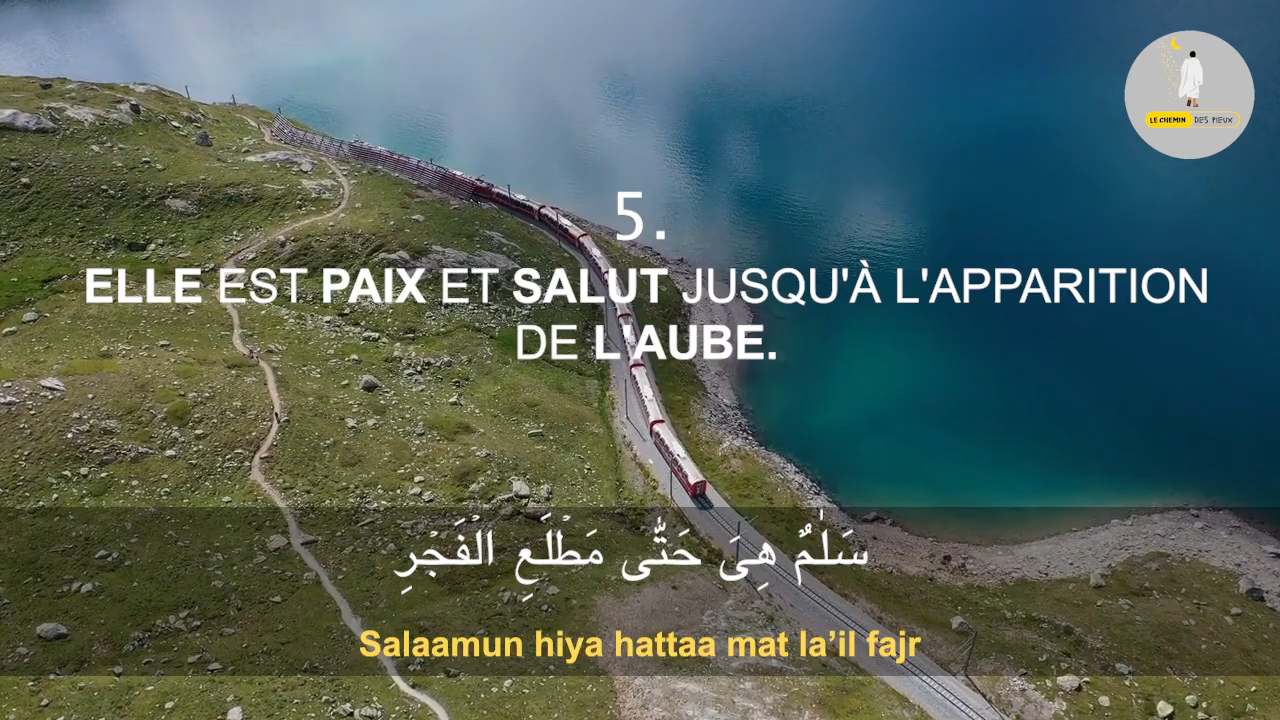 LE CHEMIN DES PIEUX
5.
ELLE EST PAIX ET SALUT JUSQU'À L'APPARITION
DE L'AUBE.
سَلٰمٌ هِىَ حَتّٰى مَطْلَعِ الْفَجْرِ
Salaamun hiya hattaa mat la’il fajr